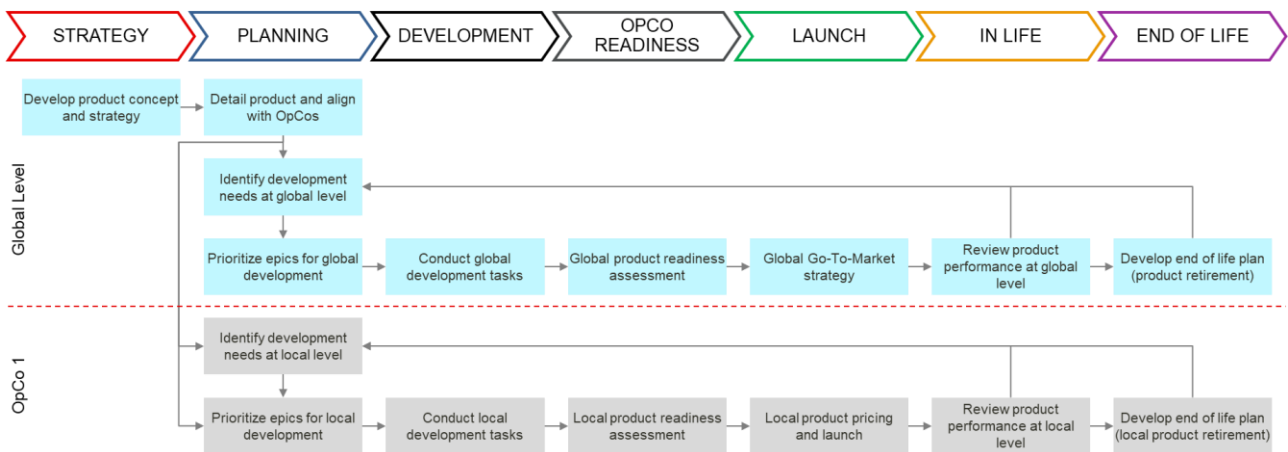 STRATEGY
PLANNING
DEVELOPMENT
OPCO
READINESS
LAUNCH
IN LIFE
END OF LIFE
Global Level
Develop product concept
and strategy
Detail product and align
with OpCos
Identify development
needs at global level
Prioritize epics for global
development
Conduct global
development tasks
Global product readiness
assessment
Global Go-To-Market
strategy
Review product
performance at global
level
Develop end of life plan
(product retirement)
OpCo 1
Identify development
needs at local level
Prioritize epics for local
development
Conduct local
development tasks
Local product readiness
assessment
Local product pricing
and launch
Review product
performance at local
level
Develop end of life plan
(local product retirement)